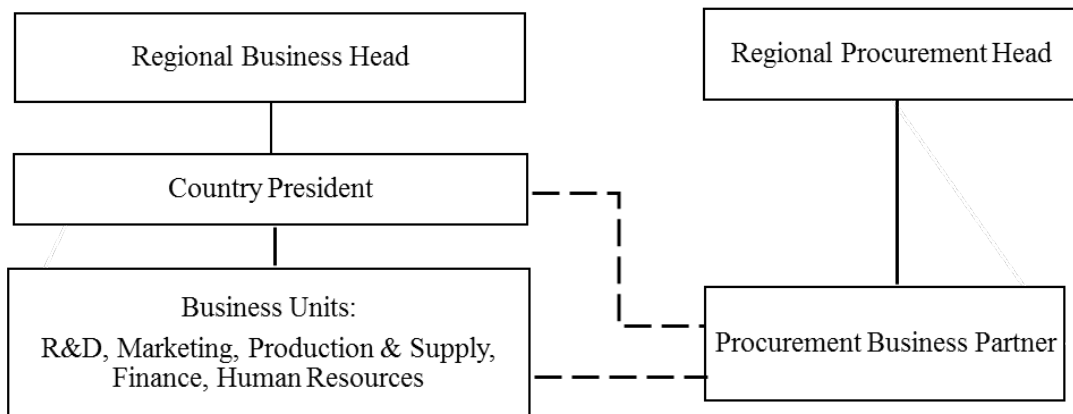 Regional Business Head
Regional Procurement Head
Country President
Business Units:
R&D, Marketing, Production & Supply,
Finance, Human Resources
Procurement Business Partner